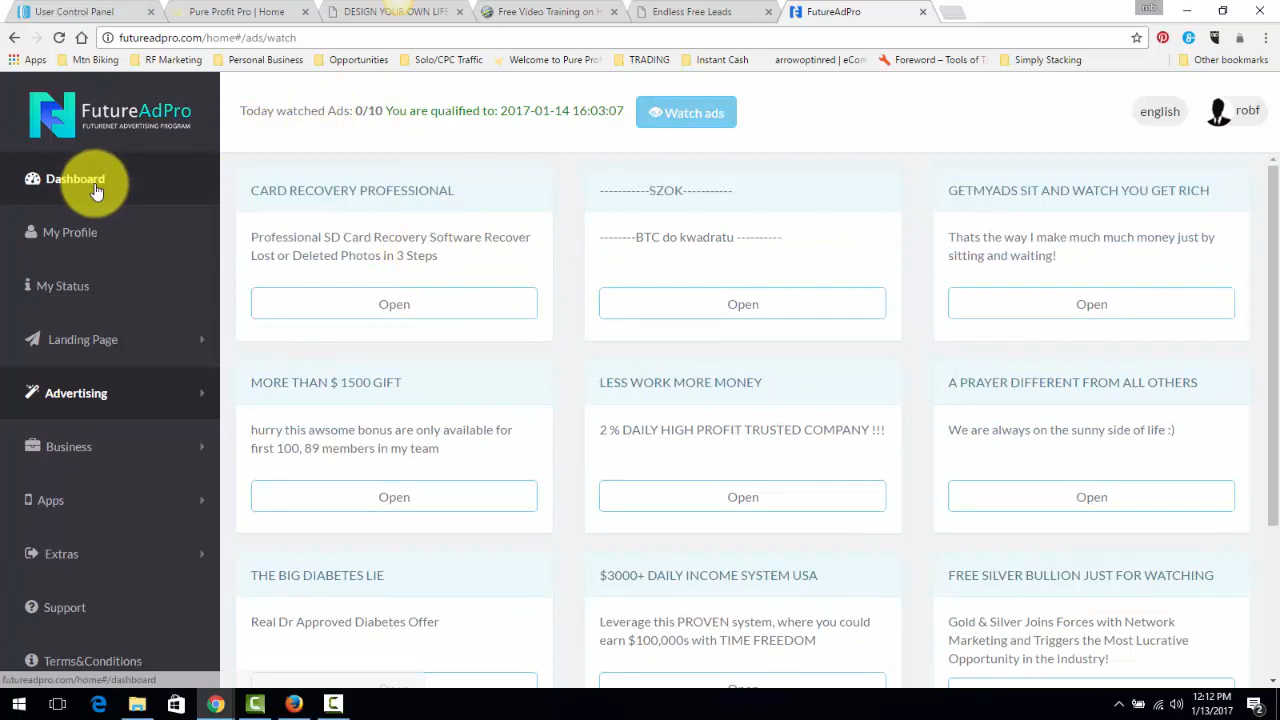 User Control Panel
Pure Profit Pro | Home
DESIGN YOUR OWN LIFE
Free Video Training on H
Endless Free Leads
FutureAdPro
rob
futureadpro.com/home#/ads/watch
Apps
Mtn Biking
RF Marketing
Personal Business
Opportunities
Solo/CPC Traffi
Welcome to Pure Pro
TRADING
Instant Cash
arrowoptinred | eCom
Foreword – Tools of T
Simply Stacking
Other bookmarks
FutureAdPro
FUTURENET ADVERTISING PROGRAM
Today watched Ads: 0/10 You are qualified to: 2017-01-14 16:03:07
Watch ads
english
robf
Dashboard
My Profile
My Status
Landing Page
Advertising
Business
Apps
Extras
Support
Terms&Conditions
CARD RECOVERY PROFESSIONAL
Professional SD Card Recovery Software Recover
Lost or Deleted Photos in 3 Steps
Open
-----------SZOK-----------
--------BTC do kwadratu ----------
Open
GETMYADS SIT AND WATCH YOU GET RICH
Thats the way I make much much money just by
sitting and waiting!
Open
MORE THAN $ 1500 GIFT
hurry this awsome bonus are only available for
first 100, 89 members in my team
Open
LESS WORK MORE MONEY
2 % DAILY HIGH PROFIT TRUSTED COMPANY !!!
Open
A PRAYER DIFFERENT FROM ALL OTHERS
We are always on the sunny side of life :)
Open
THE BIG DIABETES LIE
Real Dr Approved Diabetes Offer
$3000+ DAILY INCOME SYSTEM USA
Leverage this PROVEN system, where you could
earn $100,000s with TIME FREEDOM
Open
FREE SILVER BULLION JUST FOR WATCHING
Gold & Silver Joins Forces with Network
Marketing and Triggers the Most Lucrative
Opportunity in the Industry!
futureadpro.com/home#/dashboard
12:12 PM
1/13/2017
2